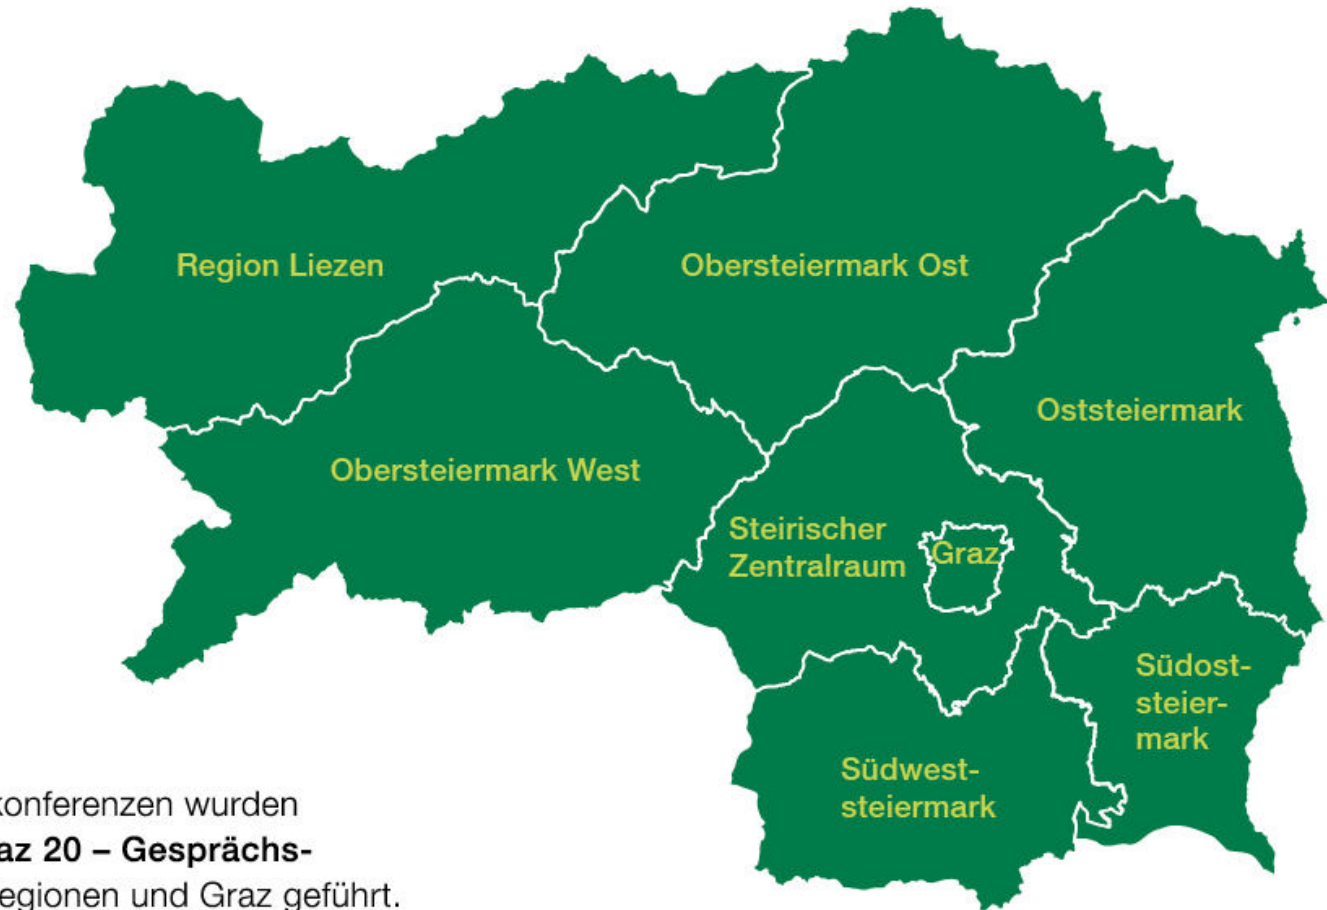 Region Liezen
Obersteiermark Ost
Oststeiermark
Obersteiermark West
Steirischer
Zentralraum
Graz
Südost-
steier-
mark
Südwest-
steiermark
konferenzen wurden
az 20 – Gesprächs-
egionen und Graz geführt.